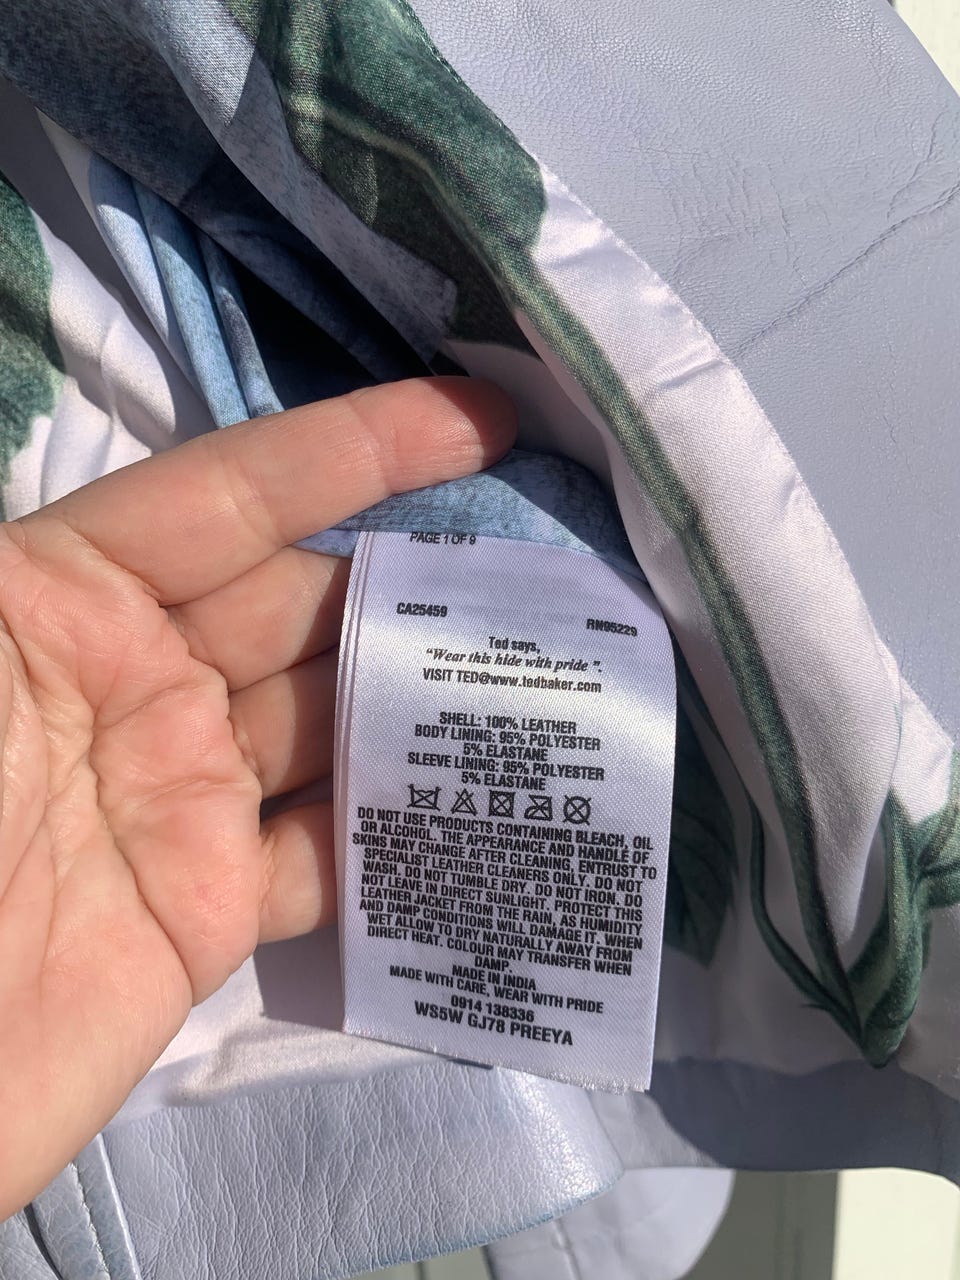 PAGE 1 OF 9
CA25459 RN95229
Ted says,
“Wear this hide with pride ”.
VISIT TED@www.tedbaker.com
SHELL: 100% LEATHER
BODY LINING: 95% POLYESTER
5% ELASTANE
SLEEVE LINING: 95% POLYESTER
5% ELASTANE
DO NOT USE PRODUCTS CONTAINING BLEACH, OIL
OR ALCOHOL. THE APPEARANCE AND HANDLE OF
SKINS MAY CHANGE AFTER CLEANING, ENTRUST TO
SPECIALIST LEATHER CLEANERS ONLY. DO NOT
WASH. DO NOT TUMBLE DRY. DO NOT IRON. DO
NOT LEAVE IN DIRECT SUNLIGHT. PROTECT THIS
LEATHER JACKET FROM THE RAIN, AS HUMIDITY
AND DAMP CONDITIONS WILL DAMAGE IT. WHEN
WET ALLOW TO DRY NATURALLY AWAY FROM
DIRECT HEAT. COLOUR MAY TRANSFER WHEN
DAMP.
MADE IN INDIA
MADE WITH CARE, WEAR WITH PRIDE
0914 138336
WS5W GJ78 PREEYA